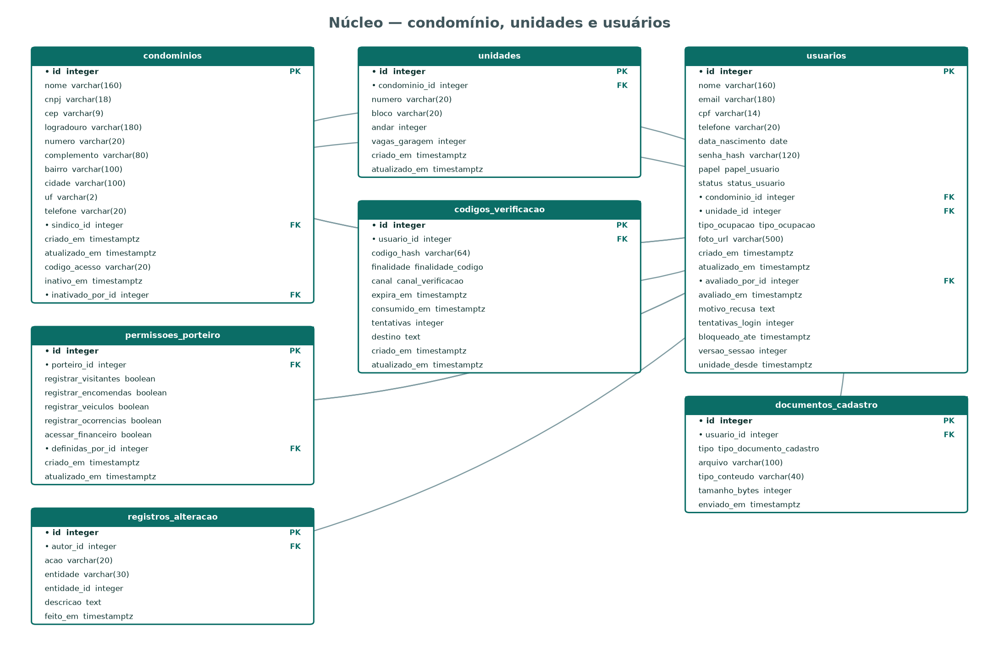 Núcleo — condomínio, unidades e usuários
condominios
• id integer PK
nome varchar(160)
cnpj varchar(18)
cep varchar(9)
logradouro varchar(180)
numero varchar(20)
complemento varchar(80)
bairro varchar(100)
cidade varchar(100)
uf varchar(2)
telefone varchar(20)
• sindico_id integer FK
criado_em timestamptz
atualizado_em timestamptz
codigo_acesso varchar(20)
inativo_em timestamptz
• inativado_por_id integer FK
unidades
• id integer PK
• condominio_id integer FK
numero varchar(20)
bloco varchar(20)
andar integer
vagas_garagem integer
criado_em timestamptz
atualizado_em timestamptz
usuarios
• id integer PK
nome varchar(160)
email varchar(180)
cpf varchar(14)
telefone varchar(20)
data_nascimento date
senha_hash varchar(120)
papel papel_usuario
status status_usuario
• condominio_id integer FK
• unidade_id integer FK
tipo_ocupacao tipo_ocupacao
foto_url varchar(500)
criado_em timestamptz
atualizado_em timestamptz
• avaliado_por_id integer FK
avaliado_em timestamptz
motivo_recusa text
tentativas_login integer
bloqueado_ate timestamptz
versao_sessao integer
unidade_desde timestamptz
codigos_verificacao
• id integer PK
• usuario_id integer FK
codigo_hash varchar(64)
finalidade finalidade_codigo
canal canal_verificacao
expira_em timestamptz
consumido_em timestamptz
tentativas integer
destino text
criado_em timestamptz
atualizado_em timestamptz
permissoes_porteiro
• id integer PK
• porteiro_id integer FK
registrar_visitantes boolean
registrar_encomendas boolean
registrar_veiculos boolean
registrar_ocorrencias boolean
acessar_financeiro boolean
• definidas_por_id integer FK
criado_em timestamptz
atualizado_em timestamptz
documentos_cadastro
• id integer PK
• usuario_id integer FK
tipo tipo_documento_cadastro
arquivo varchar(100)
tipo_conteudo varchar(40)
tamanho_bytes integer
enviado_em timestamptz
registros_alteracao
• id integer PK
• autor_id integer FK
acao varchar(20)
entidade varchar(30)
entidade_id integer
descricao text
feito_em timestamptz